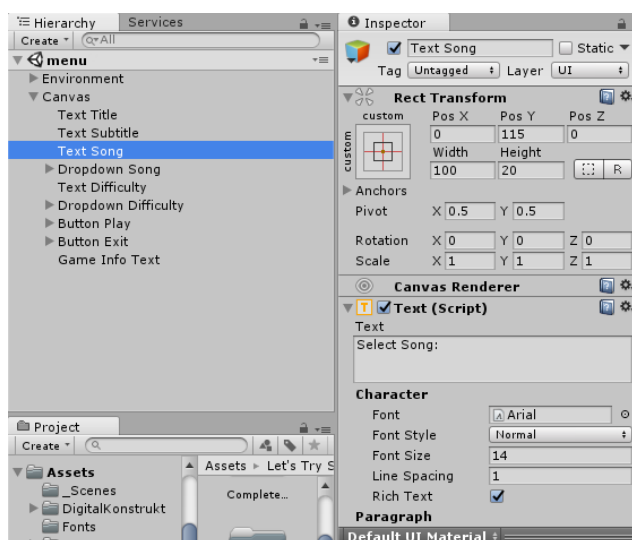 Hierarchy
Services
Create
All
menu
Environment
Canvas
Text Title
Text Subtitle
Text Song
Dropdown Song
Text Difficulty
Dropdown Difficulty
Button Play
Button Exit
Game Info Text
Project
Create
Assets
_Scenes
DigitalKonstrukt
Fonts
Assets ▸ Let's Try S
Complete...
Inspector
Text Song
Static
Tag Untagged Layer UI
Rect Transform
custom Pos X Pos Y Pos Z
custom
0 115 0
Width Height
100 20 R
Anchors
Pivot X 0.5 Y 0.5
Rotation X 0 Y 0 Z 0
Scale X 1 Y 1 Z 1
Canvas Renderer
T Text (Script)
Text
Select Song:
Character
Font Arial
Font Style Normal
Font Size 14
Line Spacing 1
Rich Text
Paragraph
Default UI Material